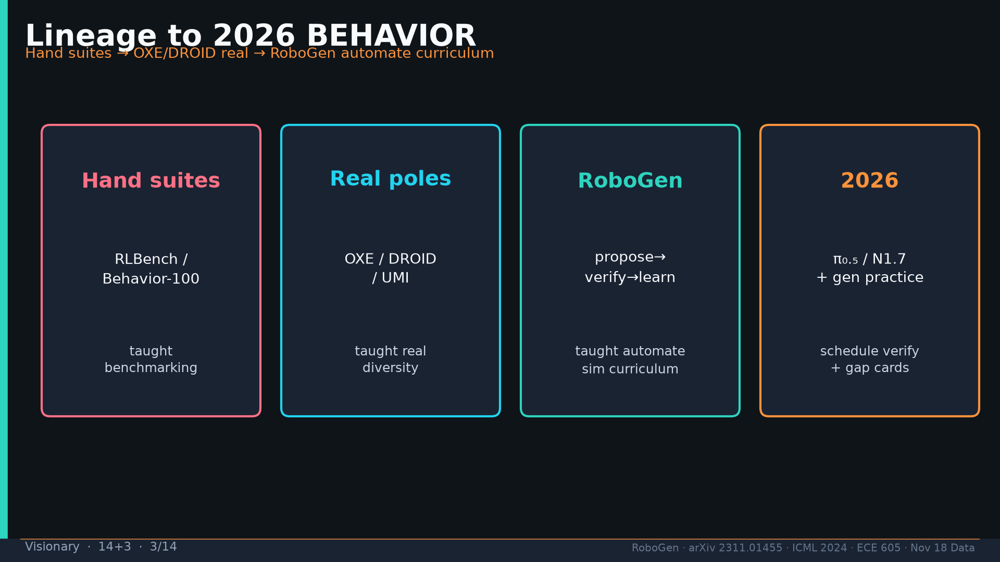 Lineage to 2026 BEHAVIOR
Hand suites → OXE/DROID real → RoboGen automate curriculum
Hand suites
RLBench /
Behavior-100
taught
benchmarking
Real poles
OXE / DROID
/ UMI
taught real
diversity
RoboGen
propose→
verify→learn
taught automate
sim curriculum
2026
π₀.₅ / N1.7
+ gen practice
schedule verify
+ gap cards
Visionary · 14+3 · 3/14
RoboGen · arXiv 2311.01455 · ICML 2024 · ECE 605 · Nov 18 Data